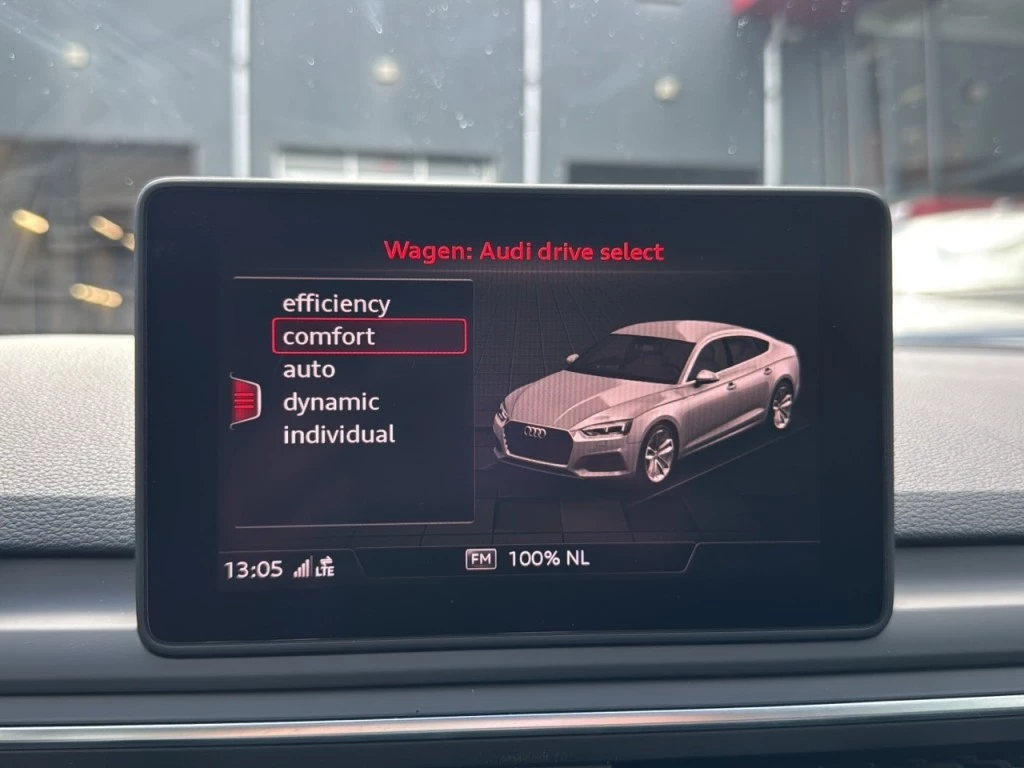 Wagen: Audi drive select
efficiency
comfort
auto
dynamic
individual
13:05 LTE FM 100% NL